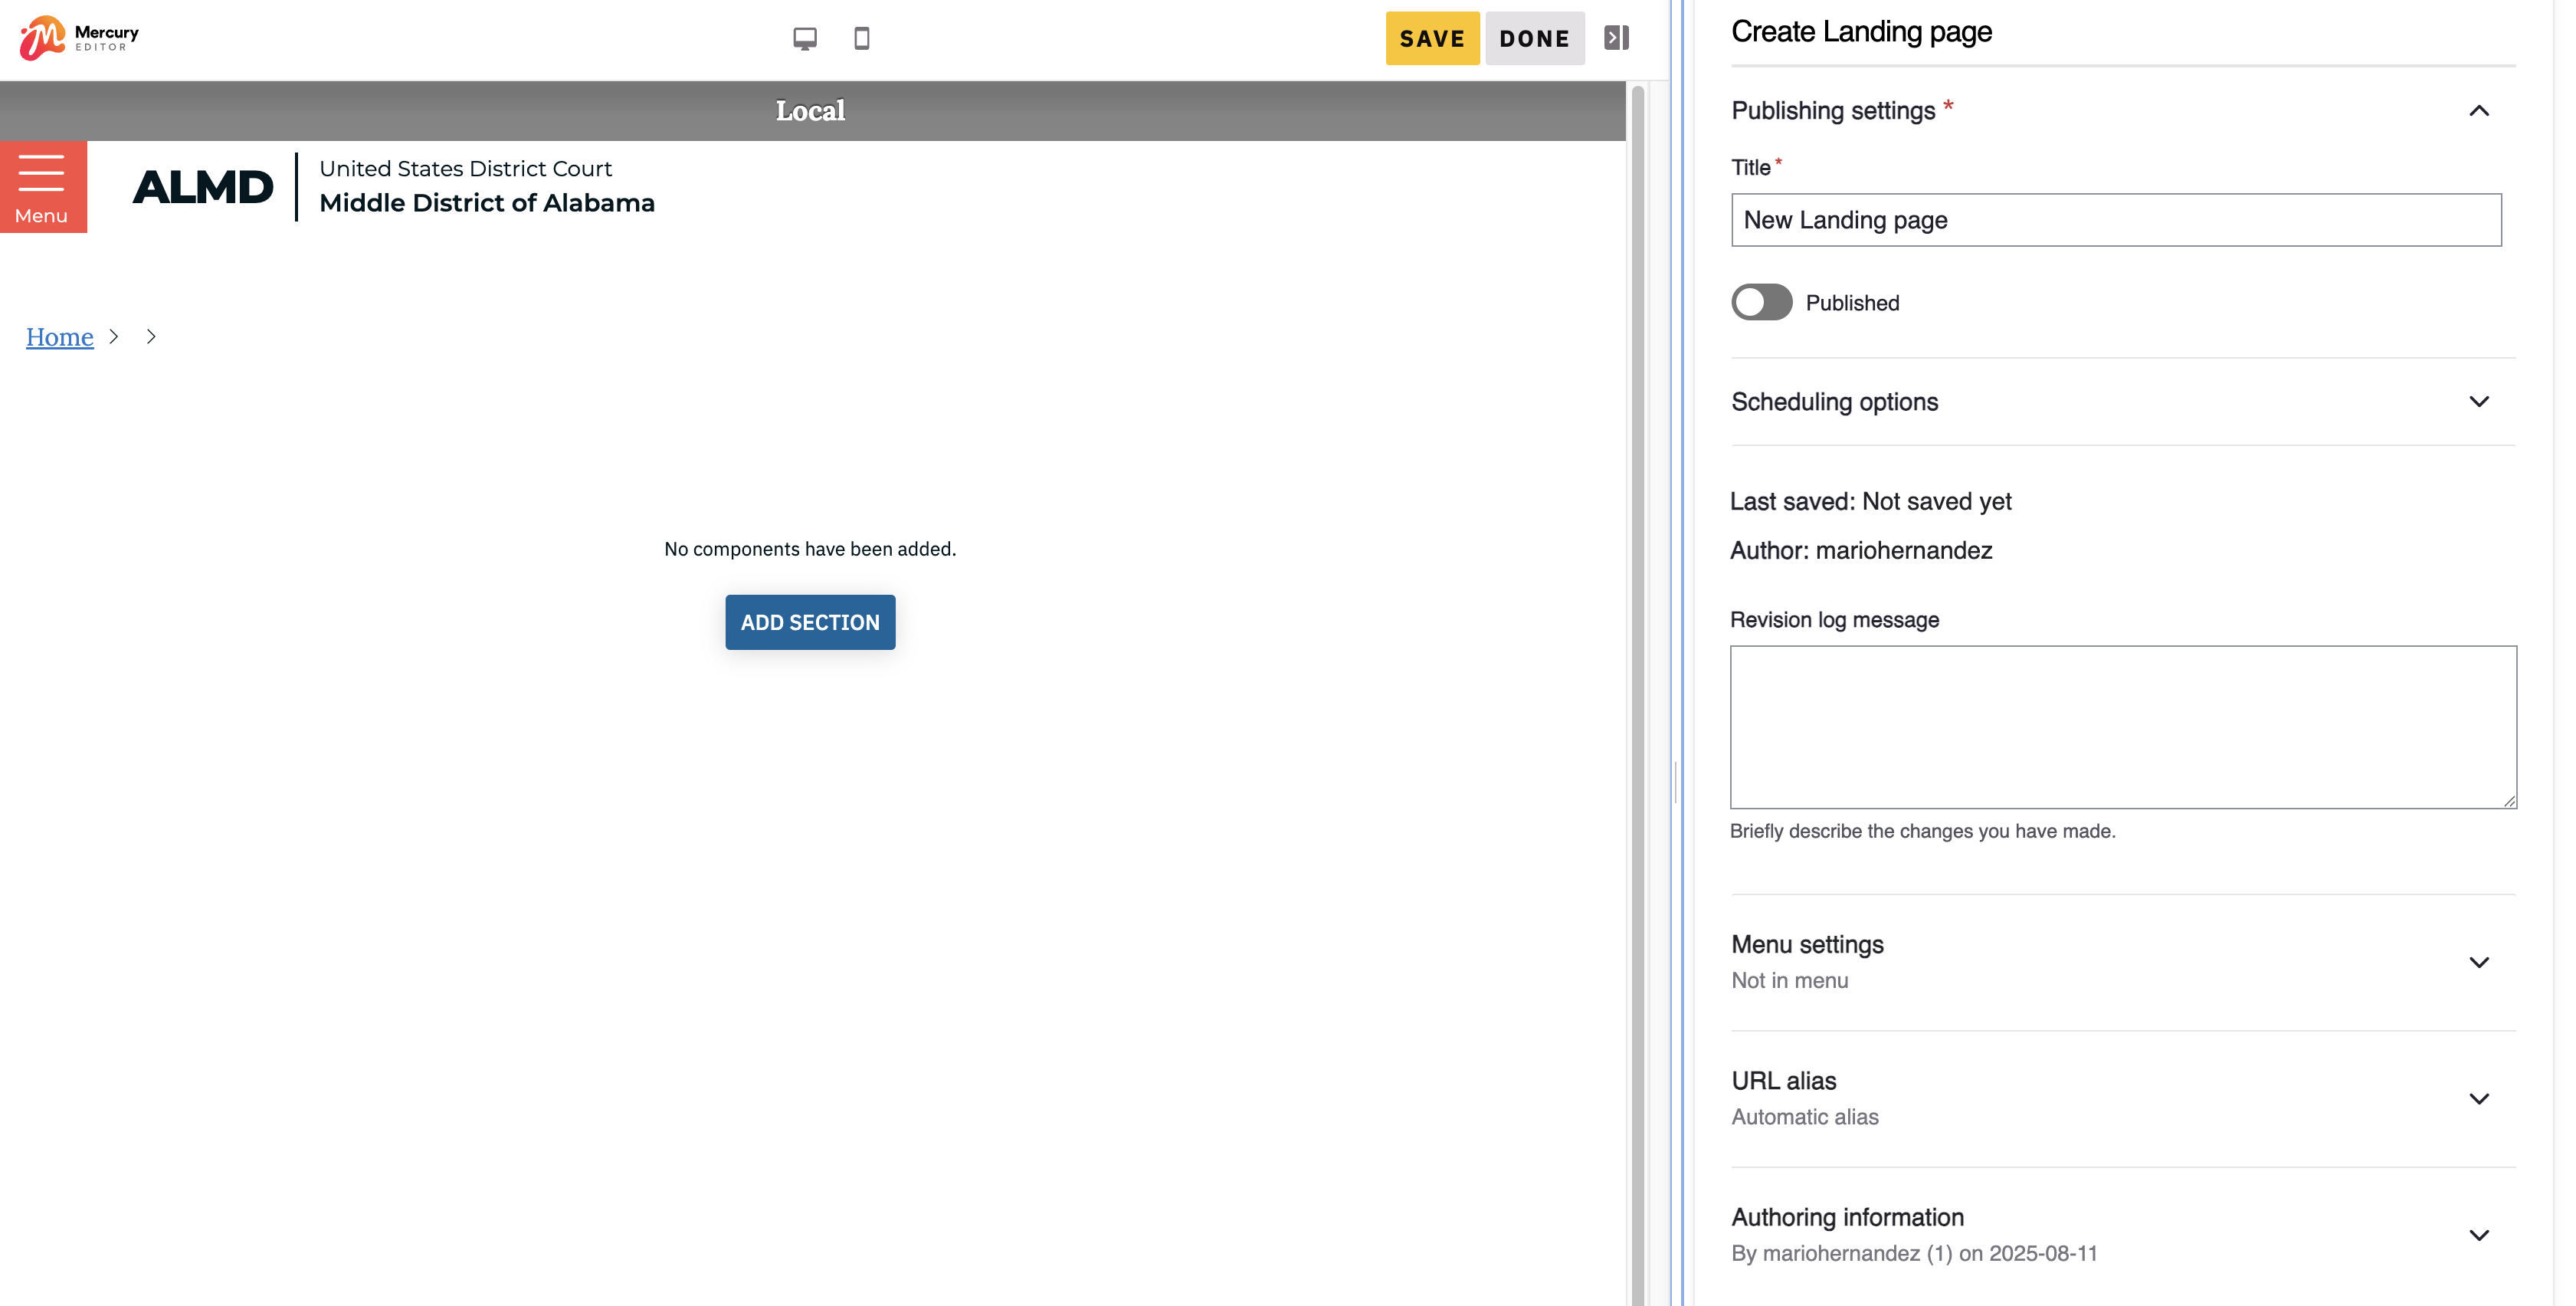 Mercury
EDITOR
SAVE
DONE
Local
Menu
ALMD
United States District Court
Middle District of Alabama
Home
No components have been added.
ADD SECTION
Create Landing page
Publishing settings *
Title *
New Landing page
Published
Scheduling options
Last saved: Not saved yet
Author: mariohernandez
Revision log message
Briefly describe the changes you have made.
Menu settings
Not in menu
URL alias
Automatic alias
Authoring information
By mariohernandez (1) on 2025-08-11